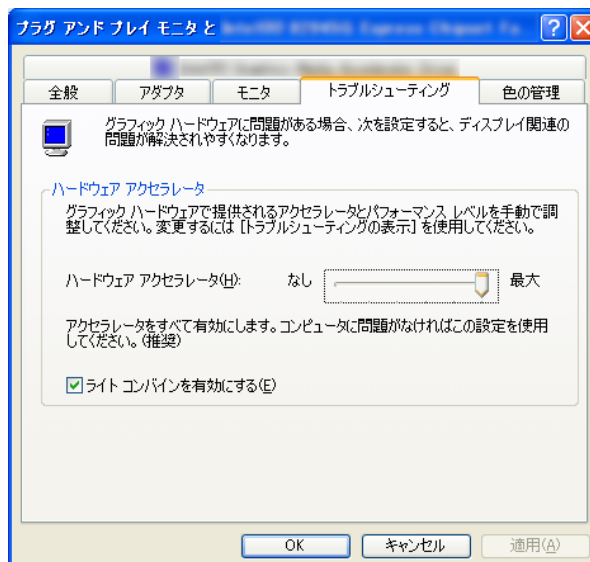 プラグ アンド プレイ モニタ と
全般
アダプタ
モニタ
トラブルシューティング
色の管理
グラフィック ハードウェアに問題がある場合、次を設定すると、ディスプレイ関連の
問題が解決されやすくなります。
ハードウェア アクセラレータ
グラフィック ハードウェアで提供されるアクセラレータとパフォーマンス レベルを手動で調
整してください。変更するには [トラブルシューティングの表示] を使用してください。
ハードウェア アクセラレータ(H):
なし
最大
アクセラレータをすべて有効にします。コンピュータに問題がなければこの設定を使用
してください。(推奨)
ライト コンバインを有効にする(E)
OK
キャンセル
適用(A)